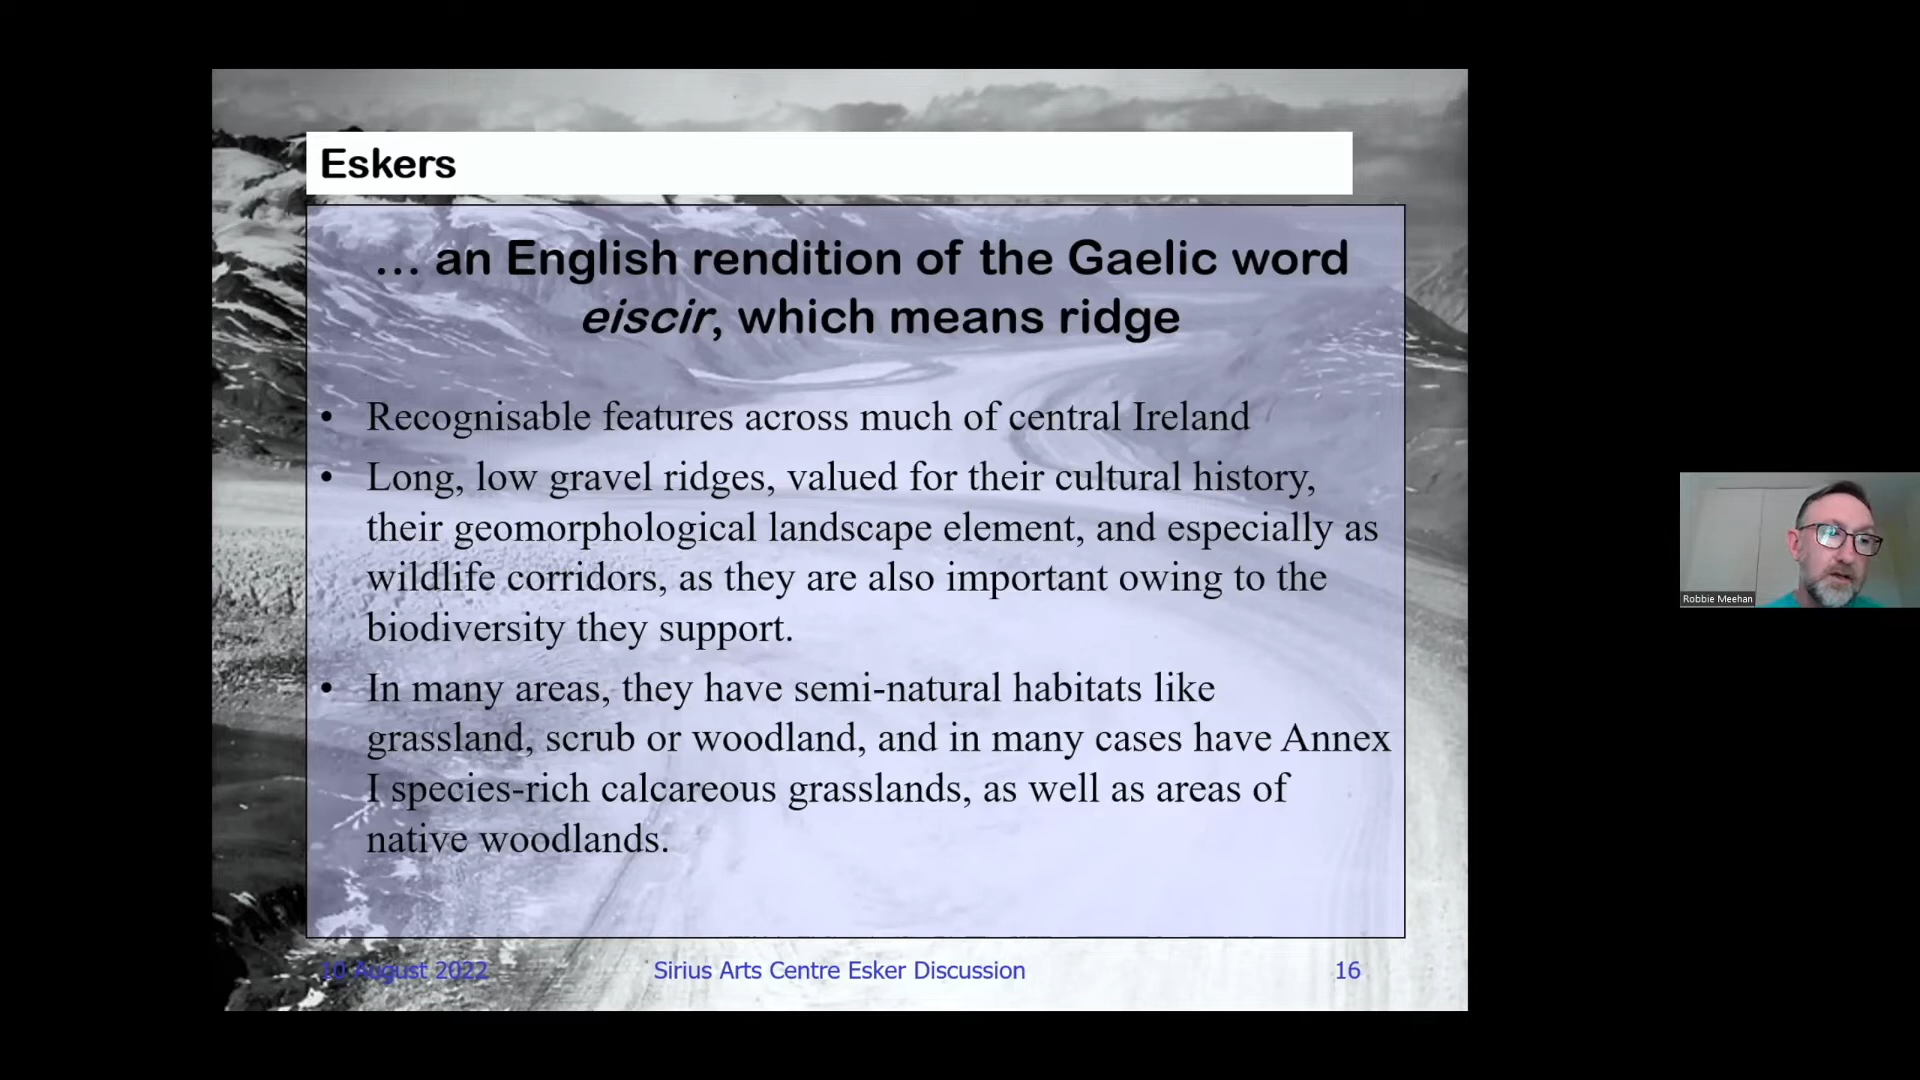 Eskers
… an English rendition of the Gaelic word
eiscir, which means ridge
• Recognisable features across much of central Ireland
• Long, low gravel ridges, valued for their cultural history,
their geomorphological landscape element, and especially as
wildlife corridors, as they are also important owing to the
biodiversity they support.
• In many areas, they have semi-natural habitats like
grassland, scrub or woodland, and in many cases have Annex
I species-rich calcareous grasslands, as well as areas of
native woodlands.
10 August 2022
Sirius Arts Centre Esker Discussion
16
Robbie Meehan